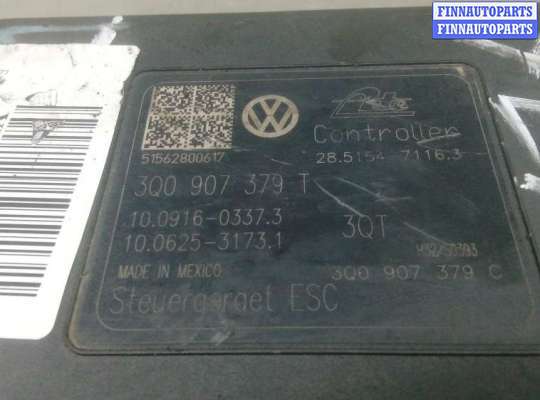 FINNAUTOPARTS
FINNAUTOPARTS
Ate
Controller
51562800617
28.5154-7116.3
3Q0 907 379 T
10.0916-0337.3
3QT
10.0625-3173.1
MADE IN MEXICO
3Q0 907 379 C
Steuergeraet ESC